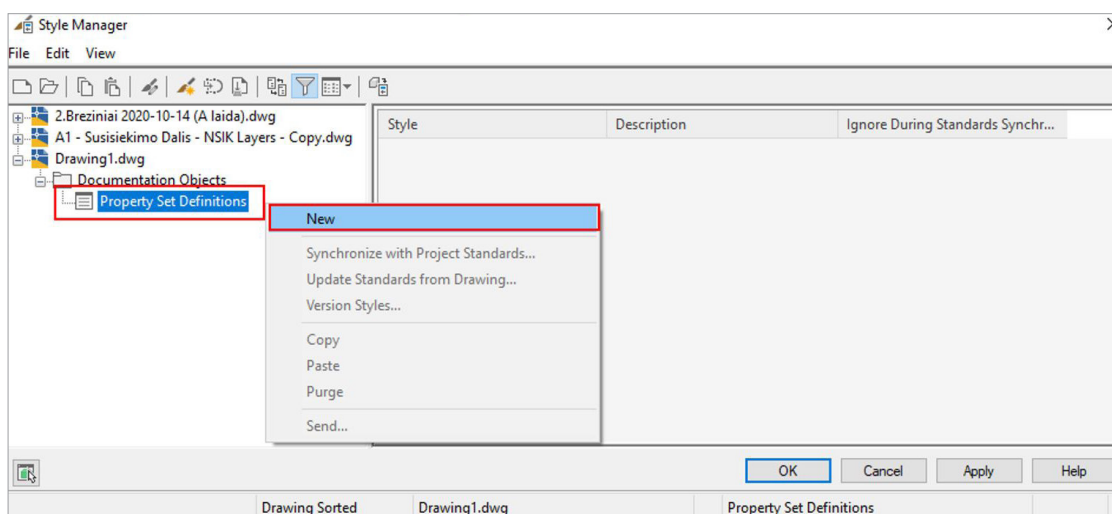 Style Manager
File Edit View
2.Breziniai 2020-10-14 (A laida).dwg
A1 - Susisiekimo Dalis - NSIK Layers - Copy.dwg
Drawing1.dwg
Documentation Objects
Property Set Definitions
Style Description Ignore During Standards Synchr...
New
Synchronize with Project Standards...
Update Standards from Drawing...
Version Styles...
Copy
Paste
Purge
Send...
OK Cancel Apply Help
Drawing Sorted Drawing1.dwg Property Set Definitions